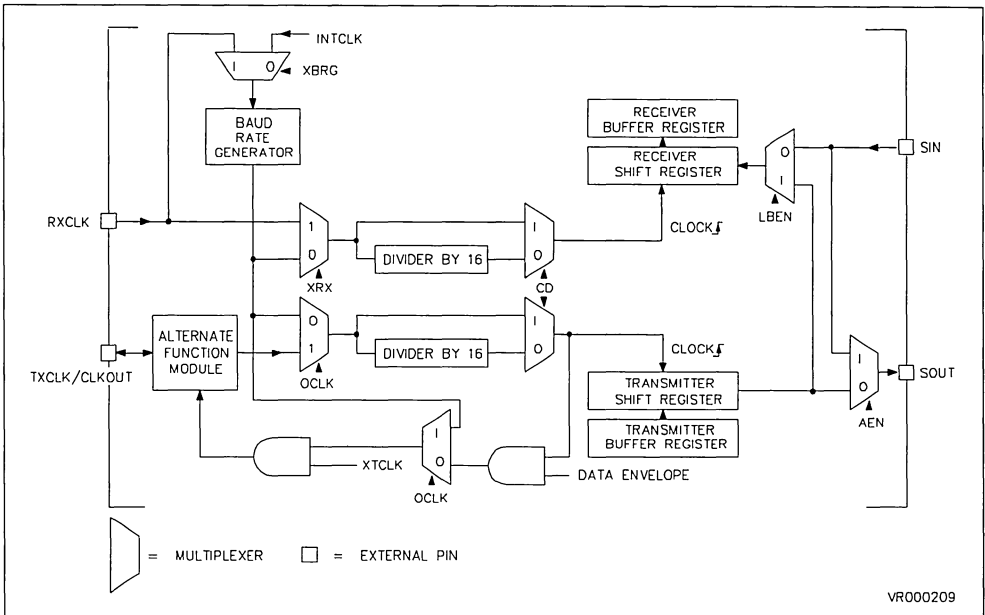 INTCLK
I O
XBRG
BAUD
RATE
GENERATOR
RECEIVER
BUFFER REGISTER
RECEIVER
SHIFT REGISTER
O
I
SIN
LBEN
RXCLK
1
0
DIVIDER BY 16
I
O
CLOCK
XRX
CD
ALTERNATE
FUNCTION
MODULE
0
1
DIVIDER BY 16
I
O
CLOCK
TXCLK/CLKOUT
OCLK
TRANSMITTER
SHIFT REGISTER
TRANSMITTER
BUFFER REGISTER
I
O
SOUT
AEN
I
O
XTCLK
DATA ENVELOPE
OCLK
= MULTIPLEXER
= EXTERNAL PIN
VR000209